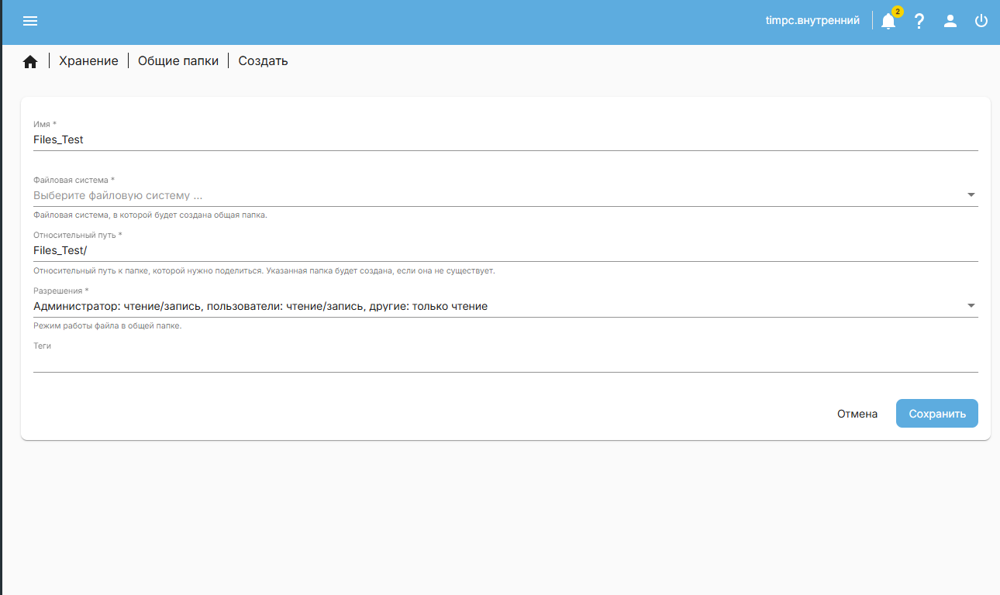 timpc.внутренний
2
Хранение
Общие папки
Создать
Имя *
Files_Test
Файловая система *
Выберите файловую систему ...
Файловая система, в которой будет создана общая папка.
Относительный путь *
Files_Test/
Относительный путь к папке, которой нужно поделиться. Указанная папка будет создана, если она не существует.
Разрешения *
Администратор: чтение/запись, пользователи: чтение/запись, другие: только чтение
Режим работы файла в общей папке.
Теги
Отмена
Сохранить